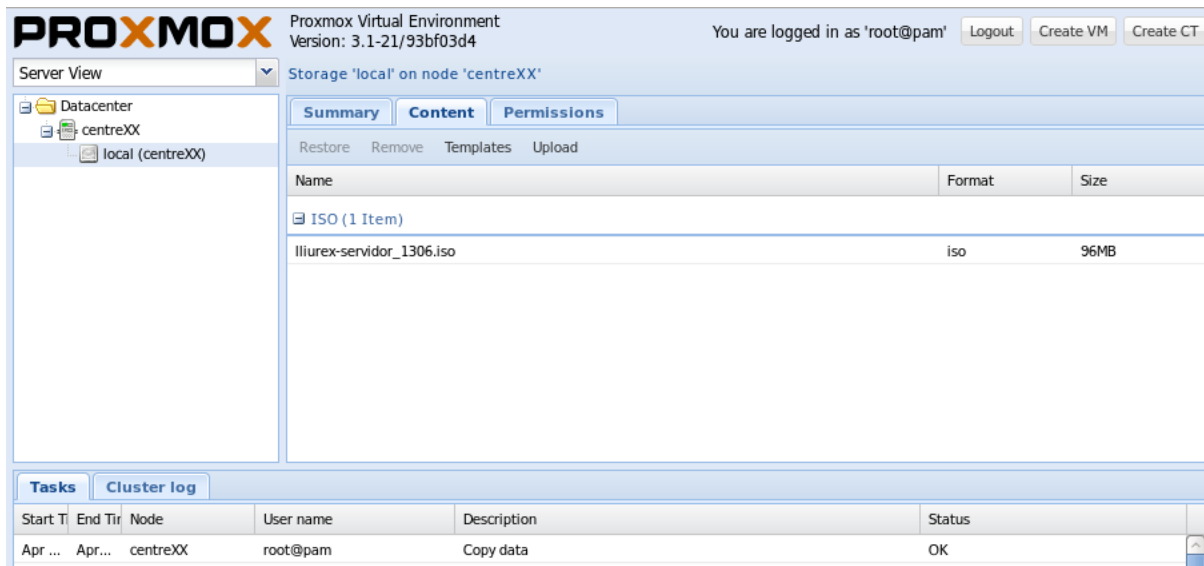 PROXMOX Proxmox Virtual Environment
Version: 3.1-21/93bf03d4
You are logged in as 'root@pam' Logout Create VM Create CT
Server View
Storage 'local' on node 'centreXX'
Datacenter
centreXX
local (centreXX)
Summary Content Permissions
Restore Remove Templates Upload
Name Format Size
ISO (1 Item)
lliurex-servidor_1306.iso iso 96MB
Tasks Cluster log
Start Ti End Tir Node User name Description Status
Apr ... Apr... centreXX root@pam Copy data OK